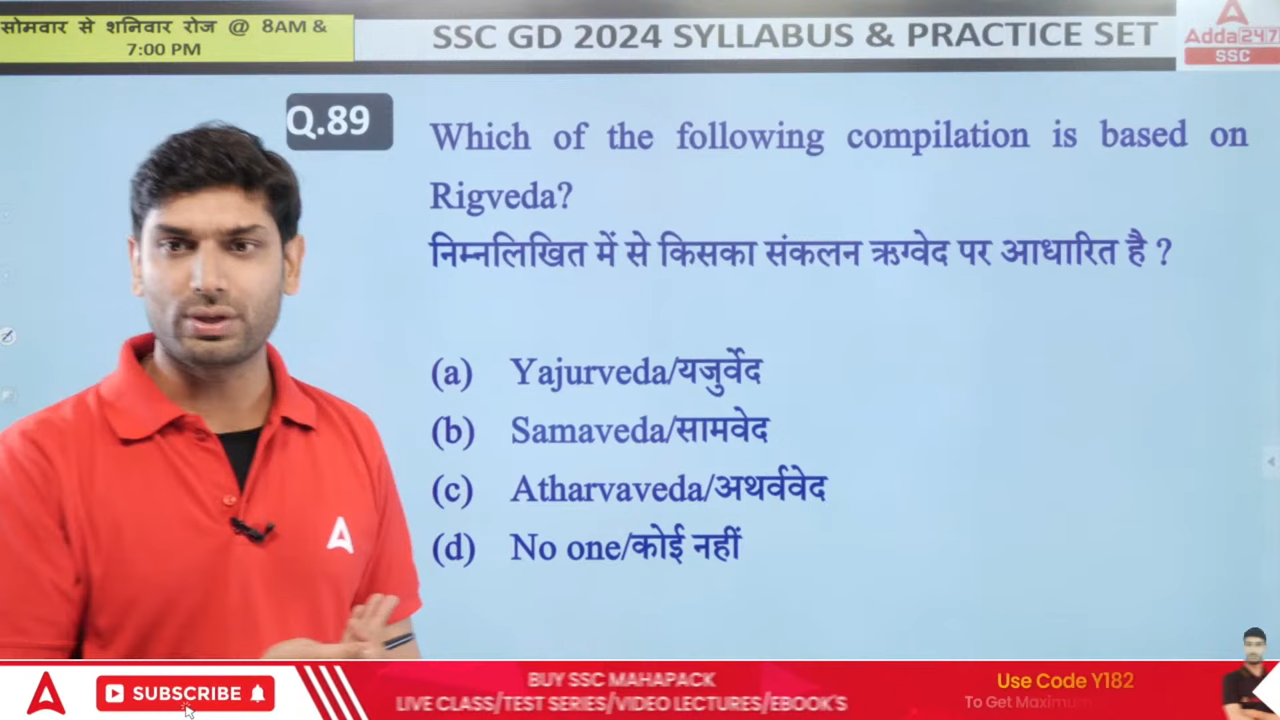 सोमवार से शनिवार रोज @ 8AM &
7:00 PM
SSC GD 2024 SYLLABUS & PRACTICE SET
Adda247
SSC
Q.89
Which of the following compilation is based on
Rigveda?
निम्नलिखित में से किसका संकलन ऋग्वेद पर आधारित है ?
(a) Yajurveda/यजुर्वेद
(b) Samaveda/सामवेद
(c) Atharvaveda/अथर्ववेद
(d) No one/कोई नहीं
SUBSCRIBE
BUY SSC MAHAPACK
LIVE CLASS/TEST SERIES/VIDEO LECTURES/EBOOK'S
Use Code Y182
To Get Maximum